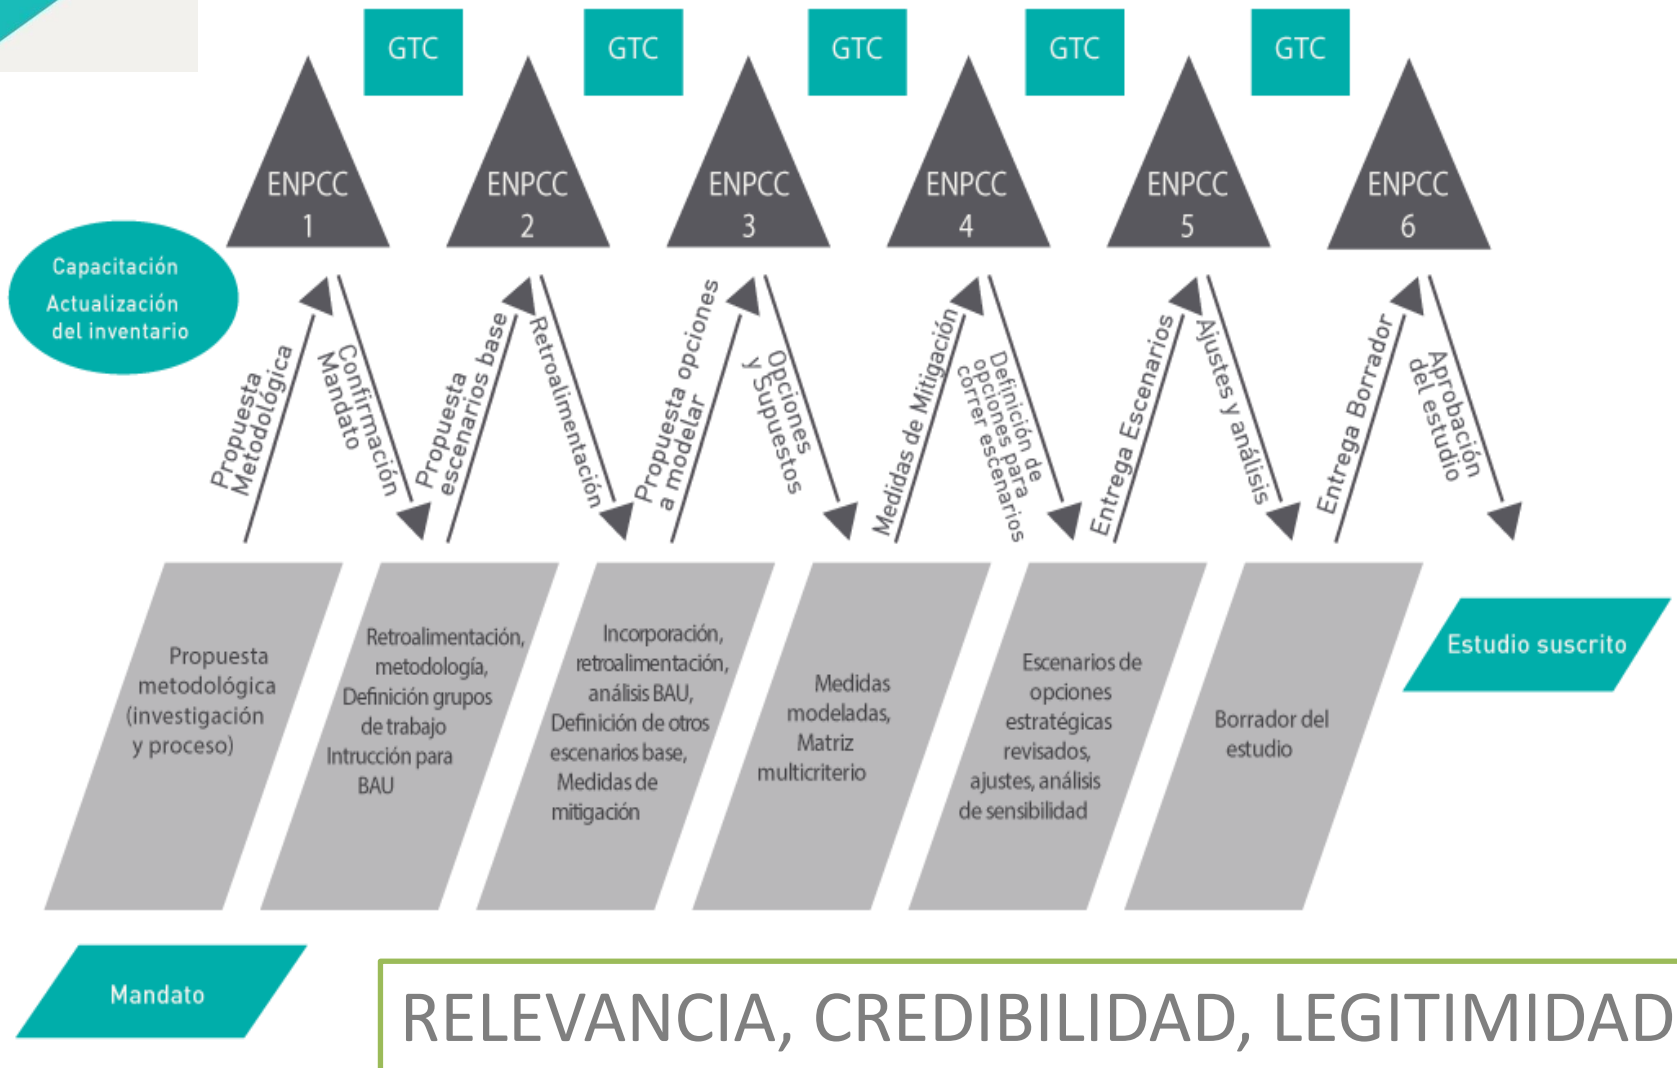 GTC
GTC
GTC
GTC
GTC
ENPCC
1
ENPCC
2
ENPCC
3
ENPCC
4
ENPCC
5
ENPCC
6
Capacitación
Actualización
del inventario
Propuesta
Metodológica
Confirmación
Mandato
Propuesta
escenarios base
Retroalimentación
Propuesta opciones
a modelar
Opciones
y Supuestos
Medidas de Mitigación
Definición de
opciones para
correr escenarios
Entrega Escenarios
Ajustes y análisis
Entrega Borrador
Aprobación
del estudio
Propuesta
metodológica
(investigación
y proceso)
Retroalimentación,
metodología,
Definición grupos
de trabajo
Intrucción para
BAU
Incorporación,
retroalimentación,
análisis BAU,
Definición de otros
escenarios base,
Medidas de
mitigación
Medidas
modeladas,
Matriz
multicriterio
Escenarios de
opciones
estratégicas
revisados,
ajustes, análisis
de sensibilidad
Borrador del
estudio
Estudio suscrito
Mandato
RELEVANCIA, CREDIBILIDAD, LEGITIMIDAD